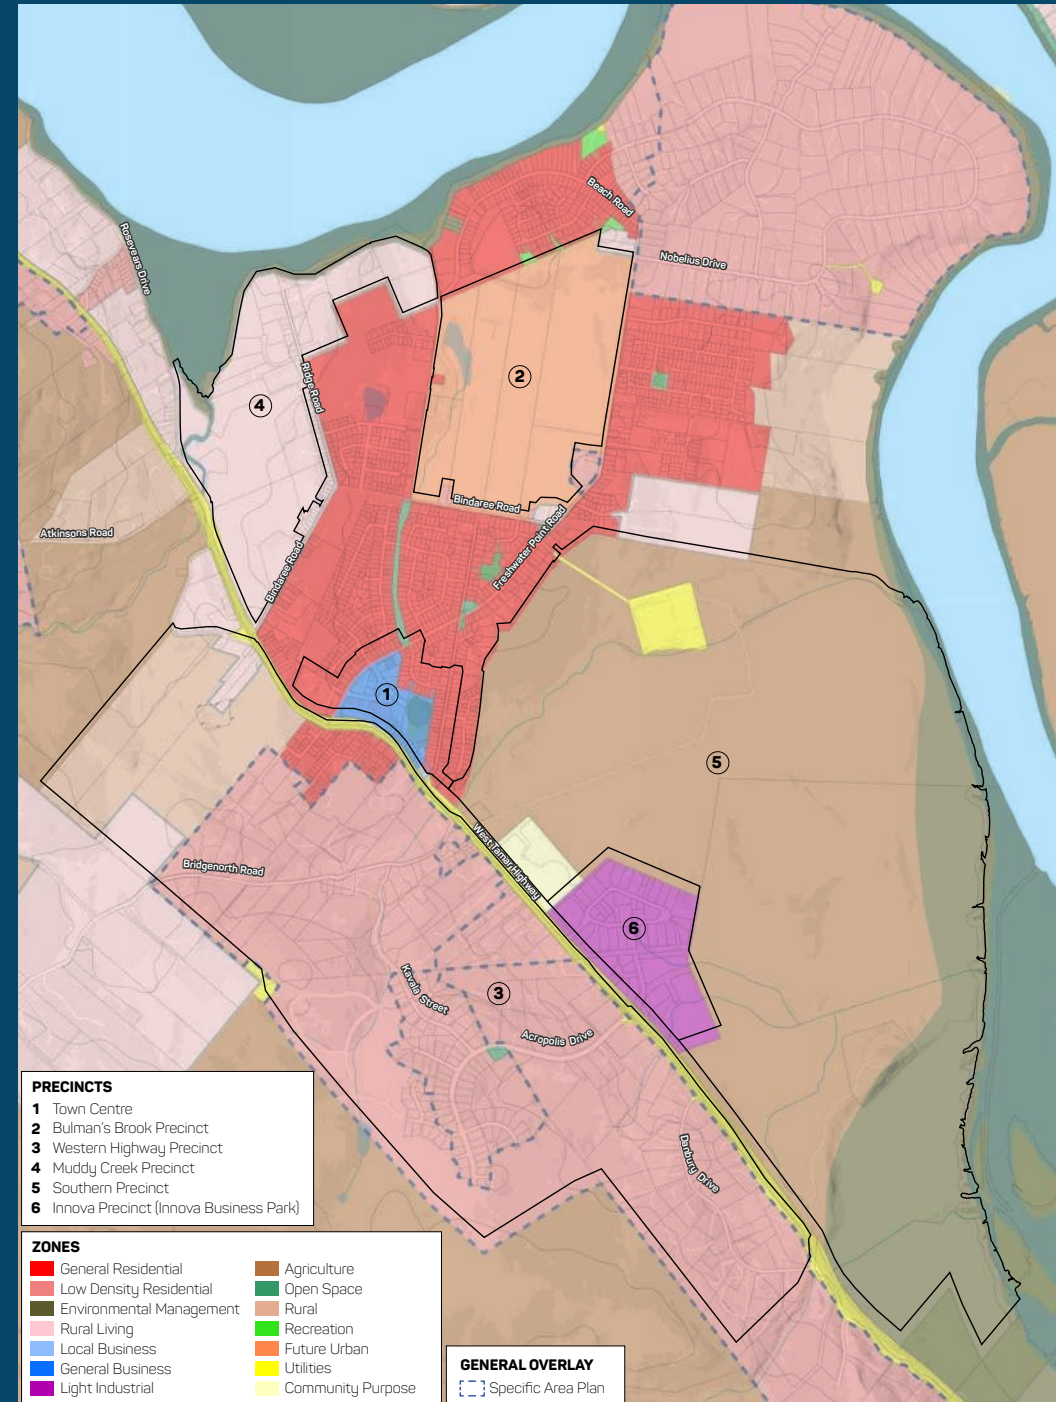 Beach Road
Rosevears Drive
Nobelius Drive
2
Ridge Road
4
Bindaree Road
Freshwater Point Road
Atkinsons Road
Bindaree Road
1
5
West Tamar Highway
Bridgenorth Road
6
Kavala Street
3
Acropolis Drive
Danbury Drive
PRECINCTS
1 Town Centre
2 Bulman's Brook Precinct
3 Western Highway Precinct
4 Muddy Creek Precinct
5 Southern Precinct
6 Innova Precinct (Innova Business Park)
ZONES
General Residential
Low Density Residential
Environmental Management
Rural Living
Local Business
General Business
Light Industrial
Agriculture
Open Space
Rural
Recreation
Future Urban
Utilities
Community Purpose
GENERAL OVERLAY
Specific Area Plan